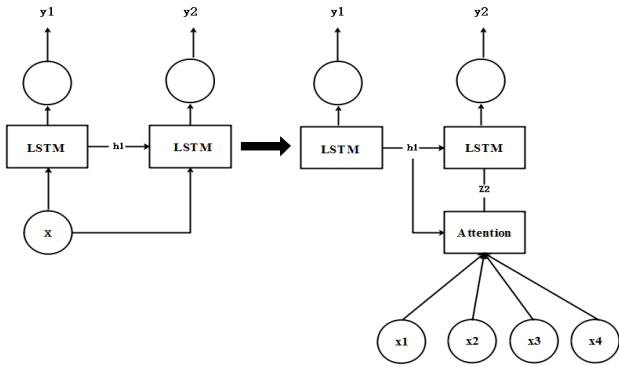 y1 y2 y1 y2
LSTM h1 LSTM LSTM h1 LSTM
Z2
X Attention
x1 x2 x3 x4